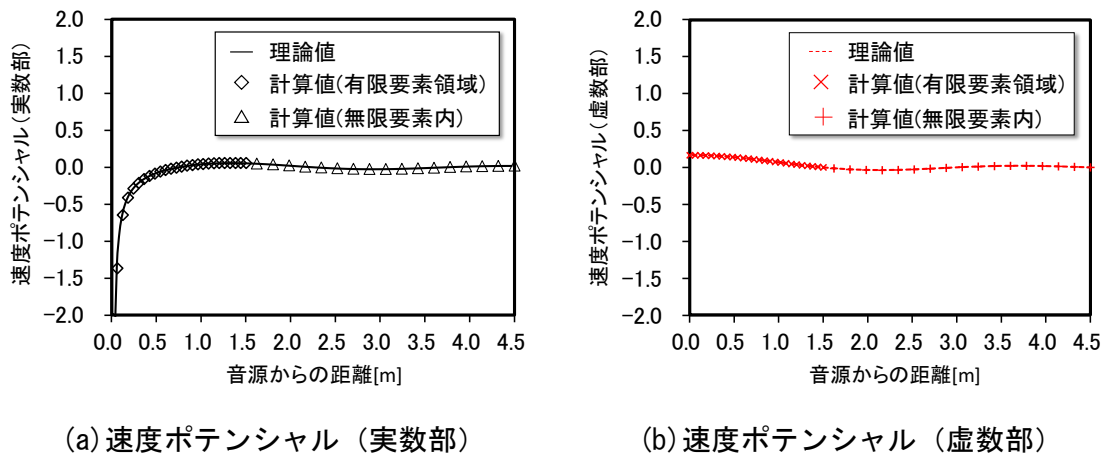 2.0
1.5
1.0
0.5
0.0
−0.5
−1.0
−1.5
−2.0
速度ポテンシャル(実数部)
理論値
計算値(有限要素領域)
計算値(無限要素内)
0.0 0.5 1.0 1.5 2.0 2.5 3.0 3.5 4.0 4.5
音源からの距離[m]
(a)速度ポテンシャル（実数部）
2.0
1.5
1.0
0.5
0.0
−0.5
−1.0
−1.5
−2.0
速度ポテンシャル(虚数部)
理論値
計算値(有限要素領域)
計算値(無限要素内)
0.0 0.5 1.0 1.5 2.0 2.5 3.0 3.5 4.0 4.5
音源からの距離[m]
(b)速度ポテンシャル（虚数部）